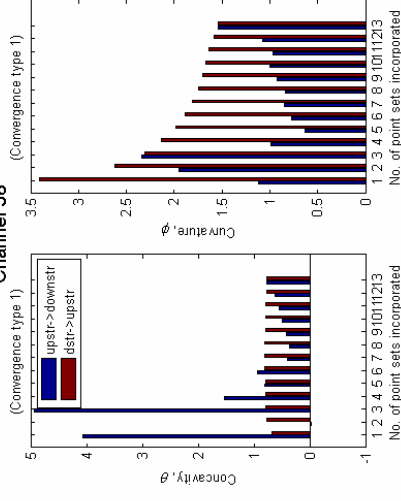 (Convergence type 1)
5
4
3
2
1
0
-1
Concavity, θ
upstr->downstr
dstr->upstr
1 2 3 4 5 6 7 8 9 10 11 12 13
No. of point sets incorporated
(Convergence type 1)
3.5
3
2.5
2
1.5
1
0.5
0
Curvature, ϕ
1 2 3 4 5 6 7 8 9 10 11 12 13
No. of point sets incorporated